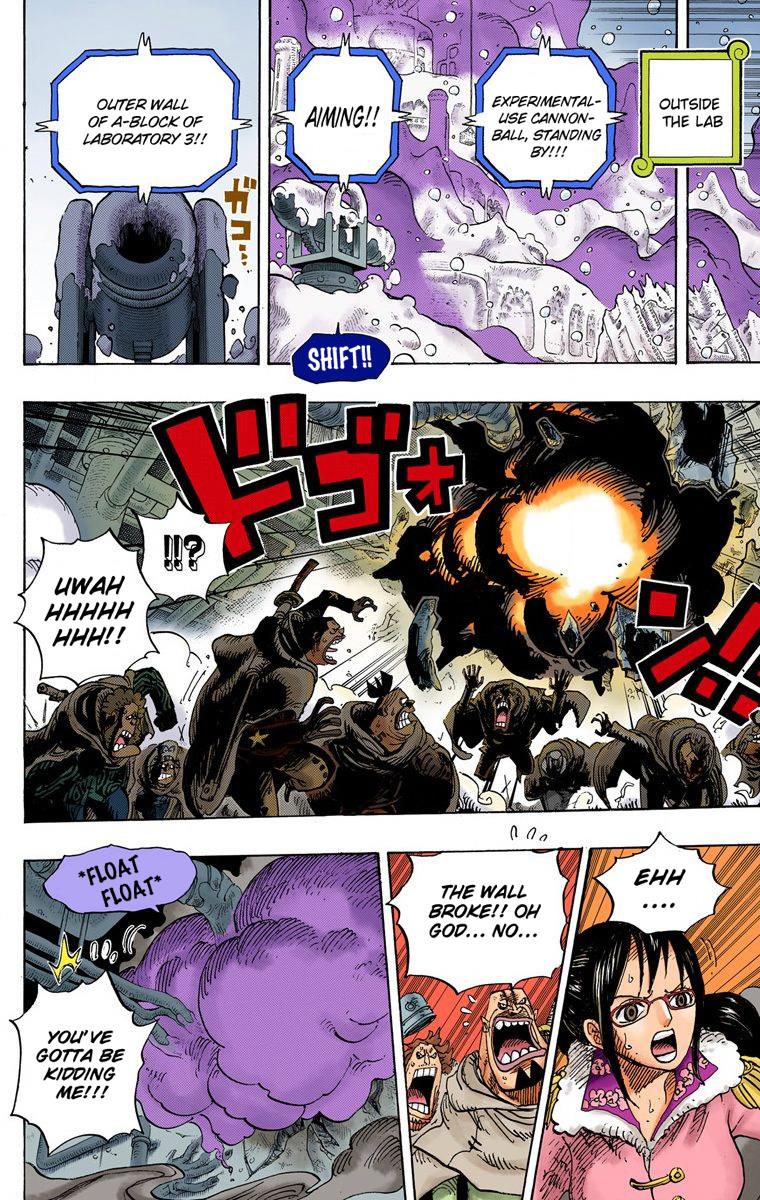 OUTSIDE
THE LAB
EXPERIMENTAL-
USE CANNON-
BALL, STANDING
BY!!!
AIMING!!
SHIFT!!
OUTER WALL
OF A-BLOCK OF
LABORATORY 3!!
ガコ...
ドゴォン!!
!!?
UWAH
HHHHH
HHH!!
EHH
....
THE WALL
BROKE!! OH
GOD... NO...
*FLOAT
FLOAT*
YOU'VE
GOTTA BE
KIDDING
ME!!!